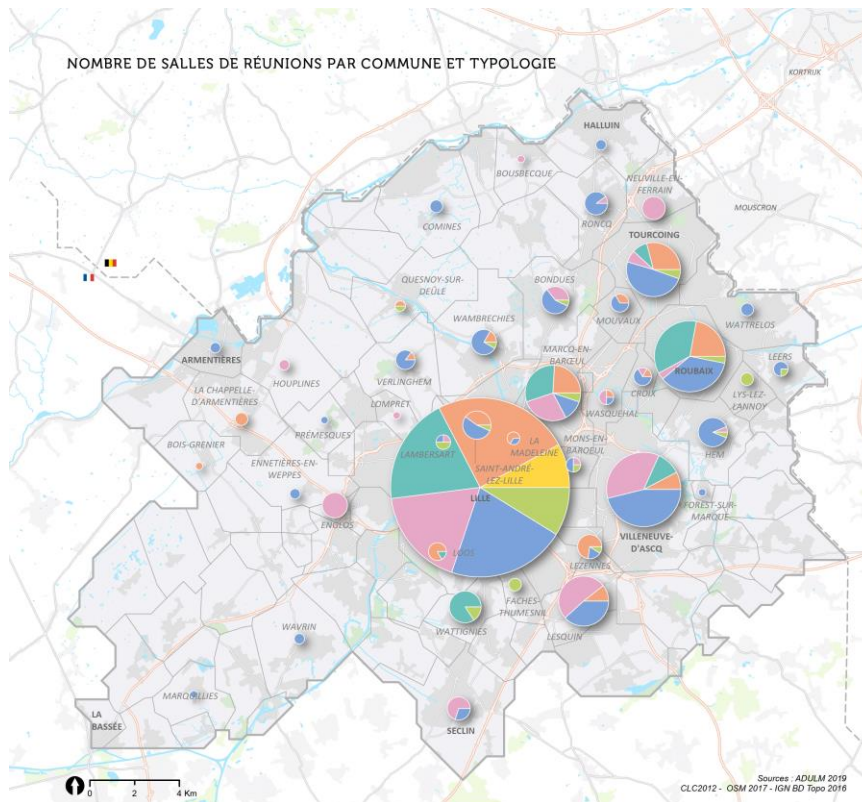 NOMBRE DE SALLES DE RÉUNIONS PAR COMMUNE ET TYPOLOGIE
KORTRIJK
HALLUIN
BOUSBECQUE
NEUVILLE-EN-
FERRAIN
COMINES
RONCQ
MOUSCRON
TOURCOING
QUESNOY-SUR-
DEÛLE
BONDUES
WAMBRECHIES
MOUVAUX
WATTRELOS
ARMENTIÈRES
MARCQ-EN-
BARŒUL
ROUBAIX
LEERS
HOUPLINES
VERLINGHEM
CROIX
LYS-LEZ-
LANNOY
LA CHAPPELLE-
D'ARMENTIÈRES
LOMPRET
WASQUEHAL
PRÉMESQUES
HEM
BOIS-GRENIER
LAMBERSART
LA
MADELEINE
MONS-EN-
BARŒUL
ENNETIÈRES-EN-
WEPPES
SAINT-ANDRÉ-
LEZ-LILLE
LILLE
FOREST-SUR-
MARQUE
ENGLOS
VILLENEUVE-
D'ASCQ
LOOS
LEZENNES
FACHES-
THUMESNIL
WATTIGNIES
LESQUIN
WAVRIN
MARQUILLIES
LA
BASSÉE
SECLIN
0 2 4 Km
Sources : ADULM 2019
CLC2012 - OSM 2017 - IGN BD Topo 2016